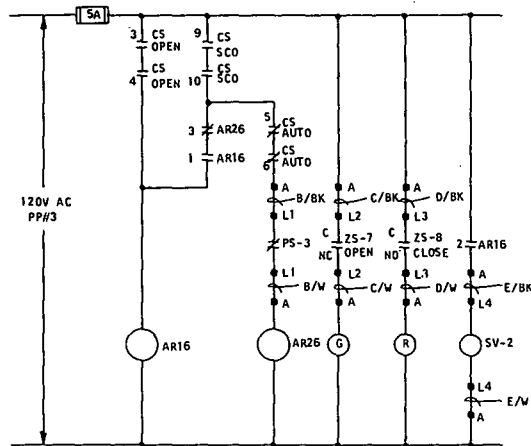 5A
3 CS OPEN
4 CS OPEN
9 CS SCO
10 CS SCO
3 AR26
1 AR16
5 CS AUTO
6 CS AUTO
120V AC
PP#3
A
B/BK
L1
PS-3
L1
B/W
A
A
C/BK
L2
C ZS-7
NC OPEN
L2
C/W
A
A
D/BK
L3
C ZS-8
CLOSE
L3
D/W
A
2 AR16
A
E/BK
L4
AR16
AR26
G
R
SV-2
L4
E/W
A